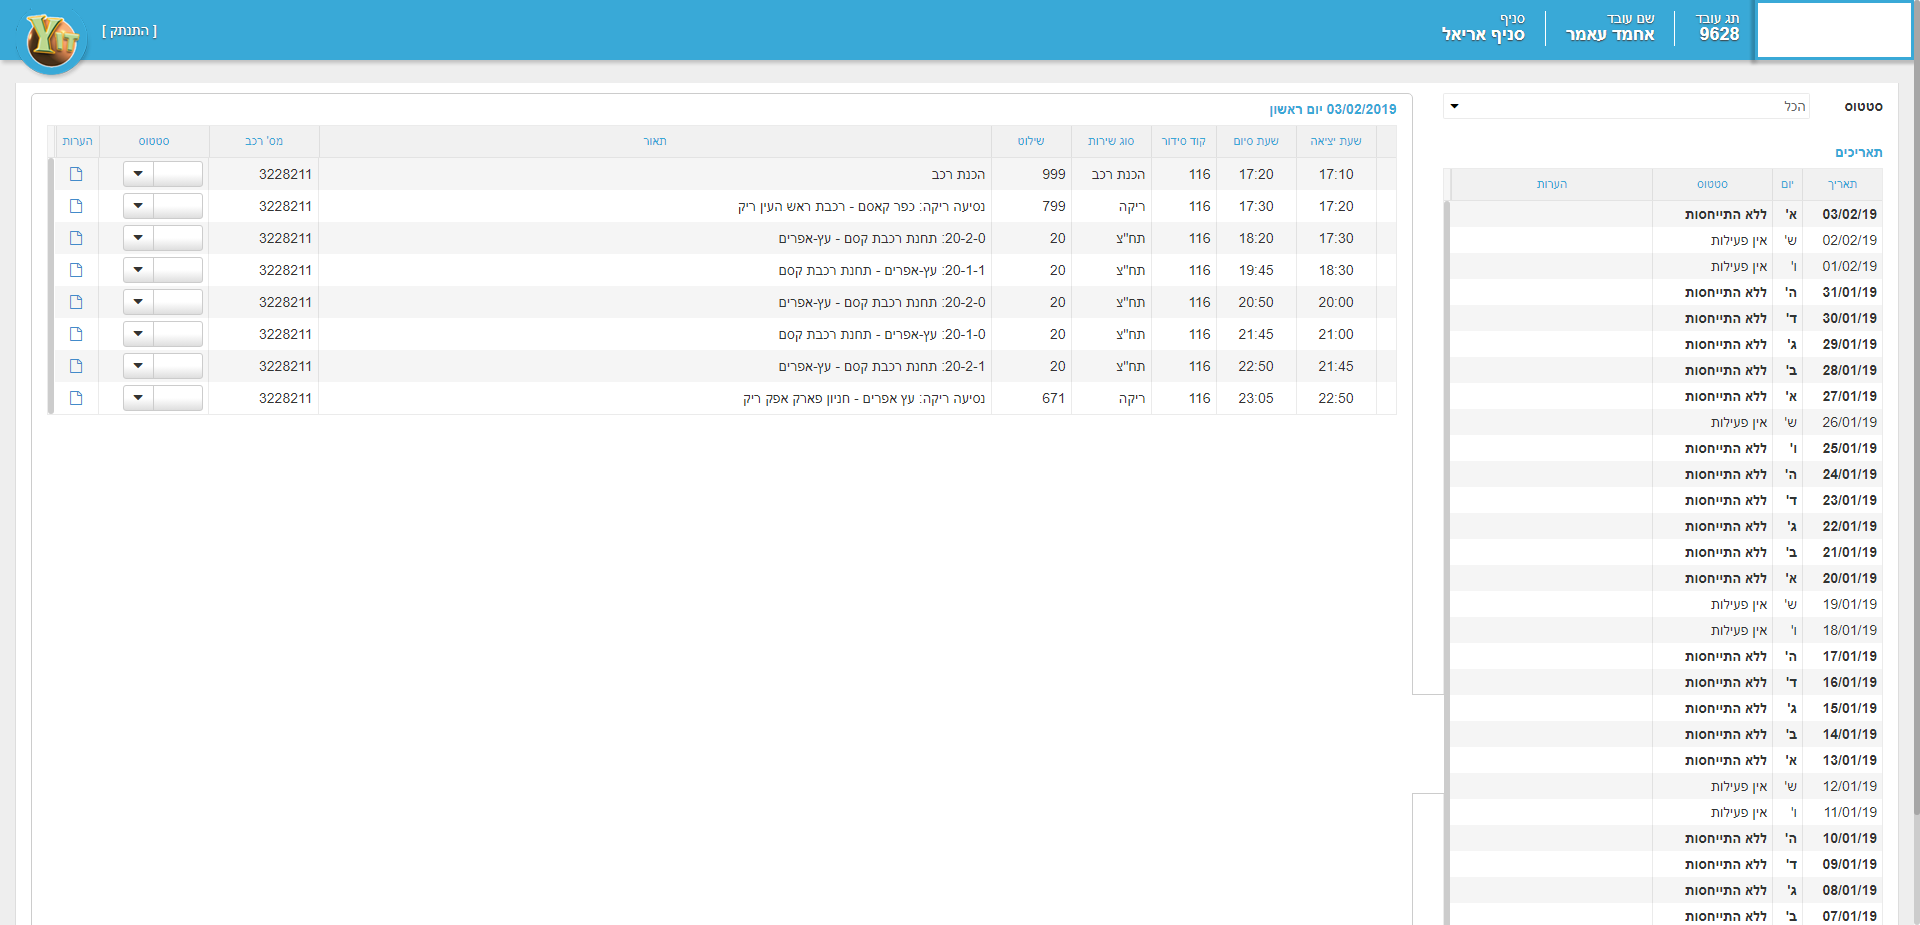 תג עובד
9628
שם עובד
אחמד עאמר
סניף
סניף אריאל
[ התנתק ]
YIT
סטטוס
הכל
תאריכים
תאריך יום סטטוס הערות
03/02/19 א' ללא התייחסות
02/02/19 ש' אין פעילות
01/02/19 ו' אין פעילות
31/01/19 ה' ללא התייחסות
30/01/19 ד' ללא התייחסות
29/01/19 ג' ללא התייחסות
28/01/19 ב' ללא התייחסות
27/01/19 א' ללא התייחסות
26/01/19 ש' אין פעילות
25/01/19 ו' ללא התייחסות
24/01/19 ה' ללא התייחסות
23/01/19 ד' ללא התייחסות
22/01/19 ג' ללא התייחסות
21/01/19 ב' ללא התייחסות
20/01/19 א' ללא התייחסות
19/01/19 ש' אין פעילות
18/01/19 ו' אין פעילות
17/01/19 ה' ללא התייחסות
16/01/19 ד' ללא התייחסות
15/01/19 ג' ללא התייחסות
14/01/19 ב' ללא התייחסות
13/01/19 א' ללא התייחסות
12/01/19 ש' אין פעילות
11/01/19 ו' אין פעילות
10/01/19 ה' ללא התייחסות
09/01/19 ד' ללא התייחסות
08/01/19 ג' ללא התייחסות
07/01/19 ב' ללא התייחסות
03/02/2019 יום ראשון
שעת יציאה שעת סיום קוד סידור סוג שירות שילוט תאור מס' רכב סטטוס הערות
17:10 17:20 116 הכנת רכב 999 הכנת רכב 3228211
17:20 17:30 116 ריקה 799 נסיעה ריקה: כפר קאסם - רכבת ראש העין ריק 3228211
17:30 18:20 116 תח"צ 20 20-2-0: תחנת רכבת קסם - עץ-אפרים 3228211
18:30 19:45 116 תח"צ 20 20-1-1: עץ-אפרים - תחנת רכבת קסם 3228211
20:00 20:50 116 תח"צ 20 20-2-0: תחנת רכבת קסם - עץ-אפרים 3228211
21:00 21:45 116 תח"צ 20 20-1-0: עץ-אפרים - תחנת רכבת קסם 3228211
21:45 22:50 116 תח"צ 20 20-2-1: תחנת רכבת קסם - עץ-אפרים 3228211
22:50 23:05 116 ריקה 671 נסיעה ריקה: עץ אפרים - חניון פארק אפק ריק 3228211